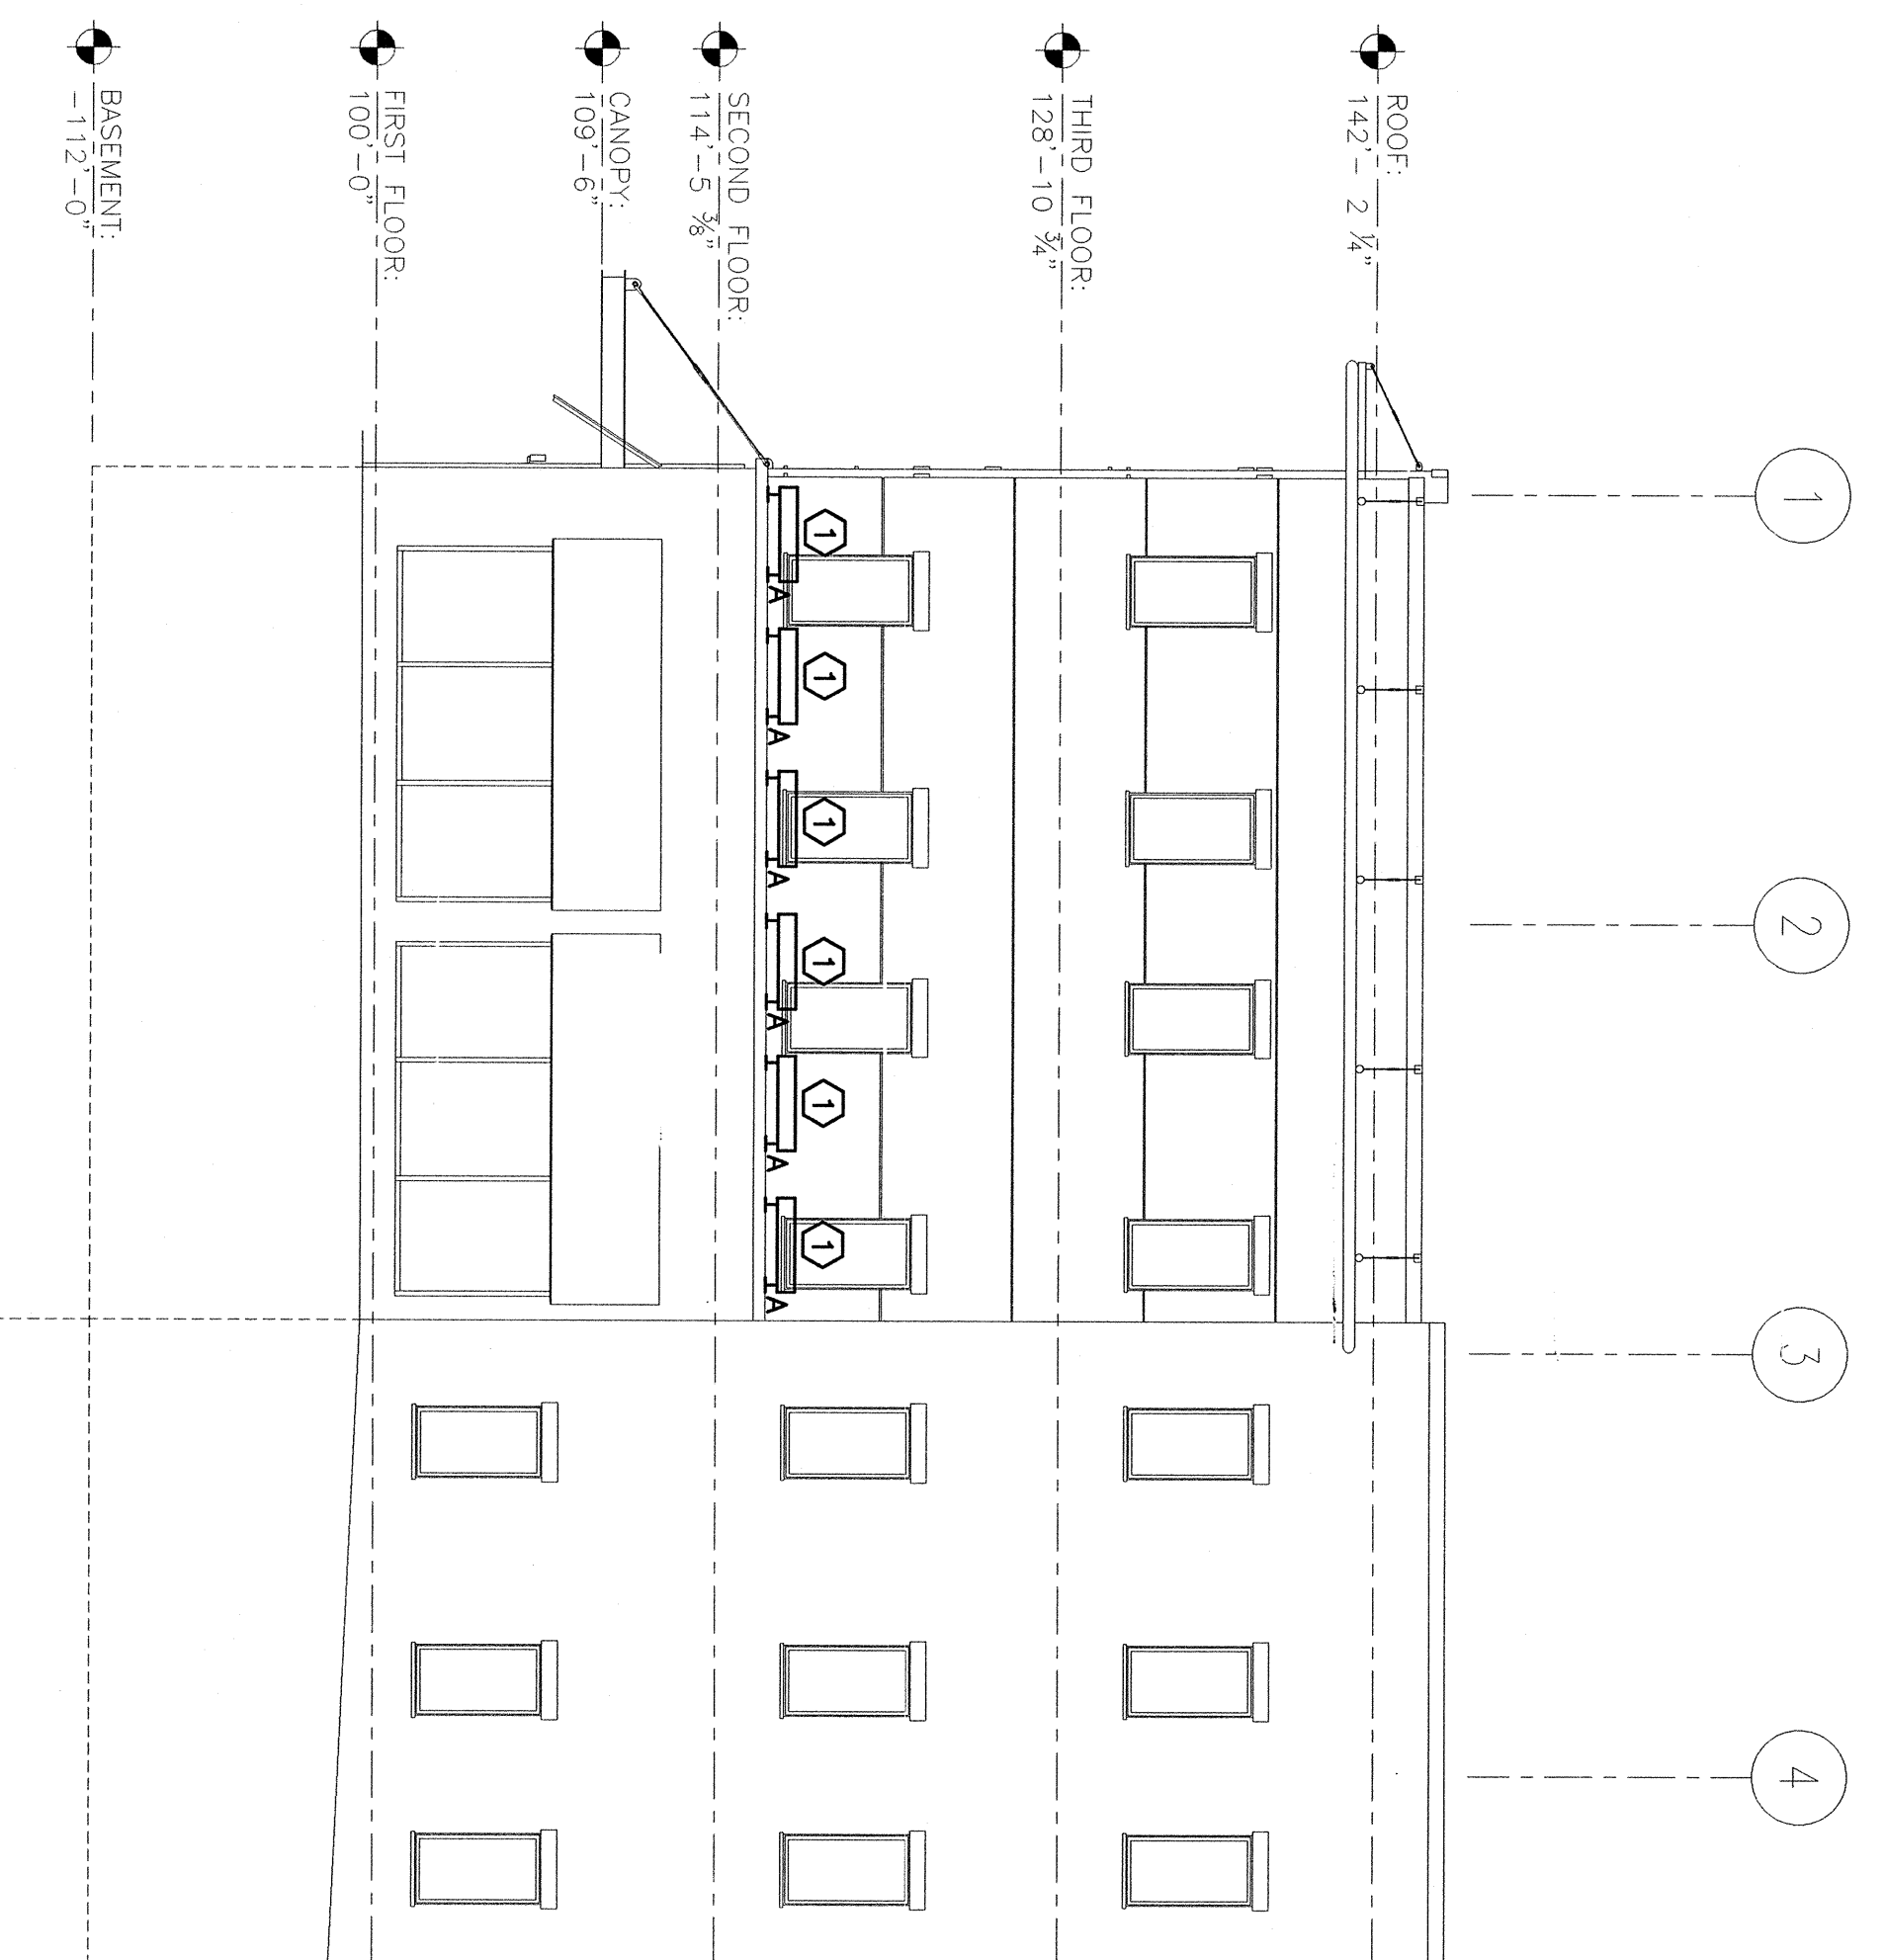 1
2
3
4
ROOF:
142'- 2 ¼"
THIRD FLOOR:
128'-10 ¾"
SECOND FLOOR:
114'-5 ⅜"
CANOPY:
109'-6"
FIRST FLOOR:
100'-0"
BASEMENT:
-112'-0"
1
1
1
1
1
1
A
A
A
A
A
A